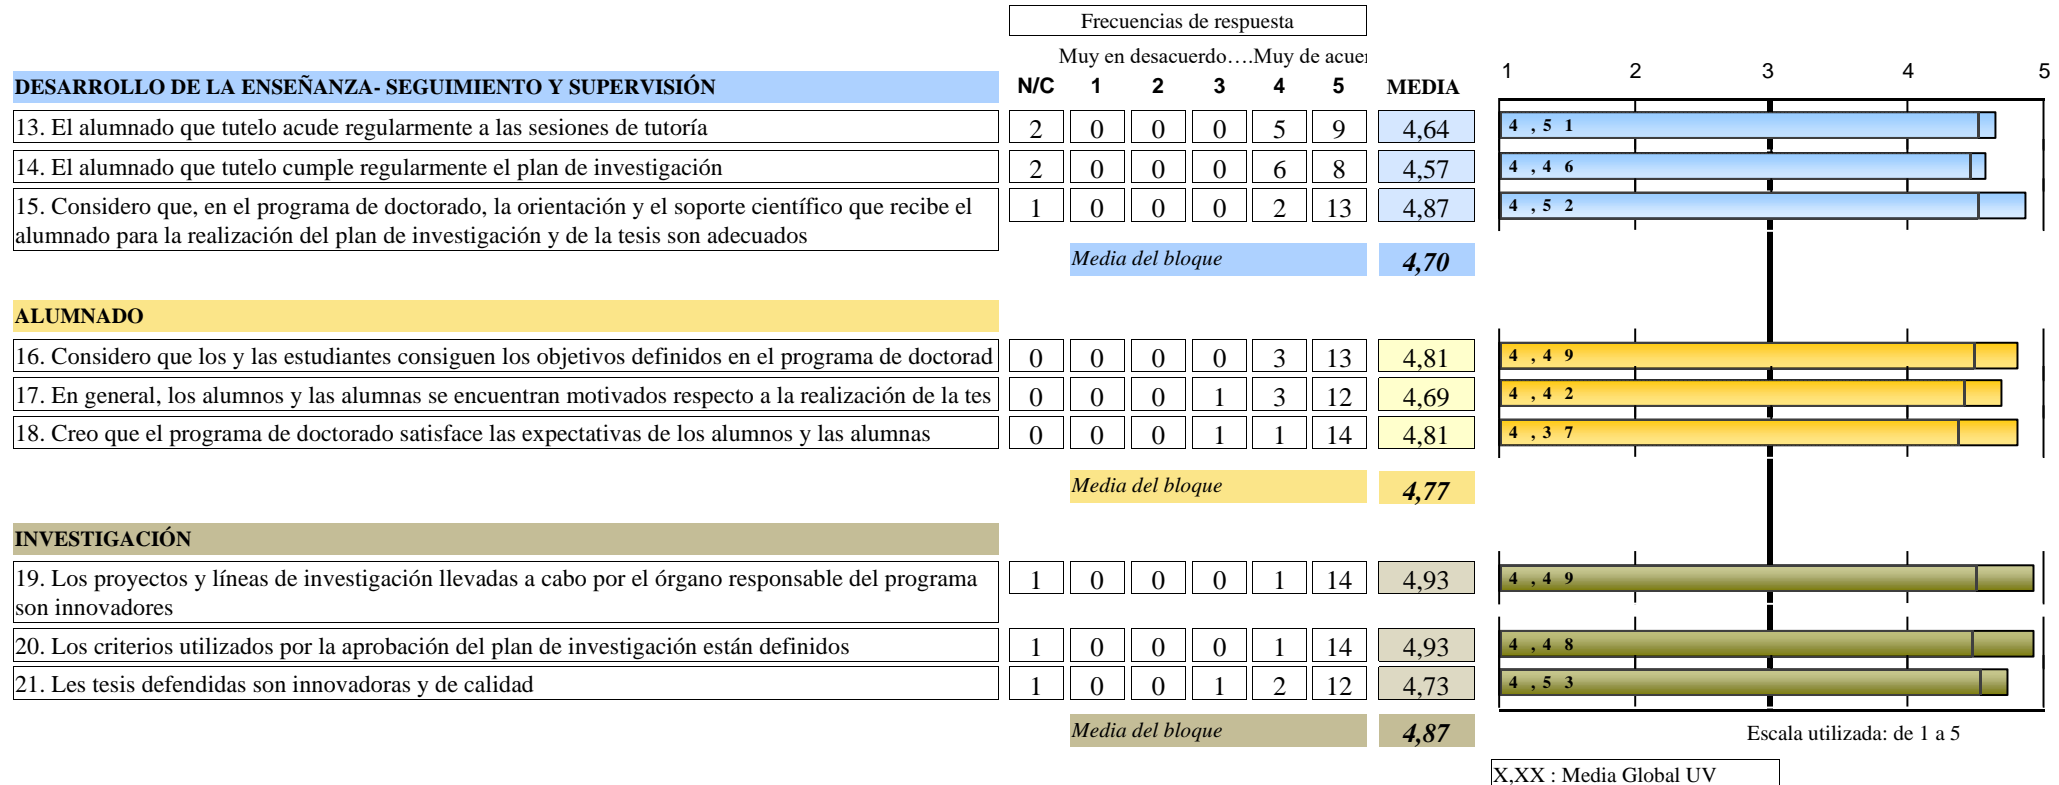 Frecuencias de respuesta
Muy en desacuerdo….Muy de acuer
DESARROLLO DE LA ENSEÑANZA- SEGUIMIENTO Y SUPERVISIÓN N/C 1 2 3 4 5 MEDIA 1 2 3 4 5
13. El alumnado que tutelo acude regularmente a las sesiones de tutoría 2 0 0 0 5 9 4,64 4,51
14. El alumnado que tutelo cumple regularmente el plan de investigación 2 0 0 0 6 8 4,57 4,46
15. Considero que, en el programa de doctorado, la orientación y el soporte científico que recibe el 1 0 0 0 2 13 4,87 4,52
alumnado para la realización del plan de investigación y de la tesis son adecuados
Media del bloque 4,70
ALUMNADO
16. Considero que los y las estudiantes consiguen los objetivos definidos en el programa de doctorad 0 0 0 0 3 13 4,81 4,49
17. En general, los alumnos y las alumnas se encuentran motivados respecto a la realización de la tes 0 0 0 1 3 12 4,69 4,42
18. Creo que el programa de doctorado satisface las expectativas de los alumnos y las alumnas 0 0 0 1 1 14 4,81 4,37
Media del bloque 4,77
INVESTIGACIÓN
19. Los proyectos y líneas de investigación llevadas a cabo por el órgano responsable del programa 1 0 0 0 1 14 4,93 4,49
son innovadores
20. Los criterios utilizados por la aprobación del plan de investigación están definidos 1 0 0 0 1 14 4,93 4,48
21. Les tesis defendidas son innovadoras y de calidad 1 0 0 1 2 12 4,73 4,53
Media del bloque 4,87
Escala utilizada: de 1 a 5
X,XX : Media Global UV